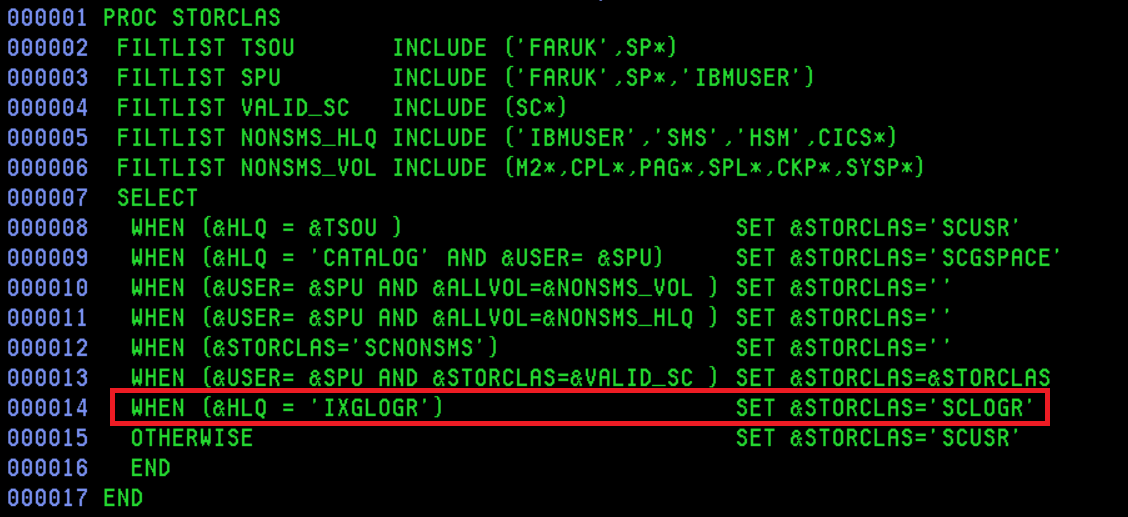 000001 PROC STORCLAS
000002 FILTLIST TSOU INCLUDE ('FARUK',SP*)
000003 FILTLIST SPU INCLUDE ('FARUK',SP*,'IBMUSER')
000004 FILTLIST VALID_SC INCLUDE (SC*)
000005 FILTLIST NONSMS_HLQ INCLUDE ('IBMUSER','SMS','HSM',CICS*)
000006 FILTLIST NONSMS_VOL INCLUDE (M2*,CPL*,PAG*,SPL*,CKP*,SYSP*)
000007 SELECT
000008 WHEN (&HLQ = &TSOU ) SET &STORCLAS='SCUSR'
000009 WHEN (&HLQ = 'CATALOG' AND &USER= &SPU) SET &STORCLAS='SCGSPACE'
000010 WHEN (&USER= &SPU AND &ALLVOL=&NONSMS_VOL ) SET &STORCLAS=''
000011 WHEN (&USER= &SPU AND &ALLVOL=&NONSMS_HLQ ) SET &STORCLAS=''
000012 WHEN (&STORCLAS='SCNONSMS') SET &STORCLAS=''
000013 WHEN (&USER= &SPU AND &STORCLAS=&VALID_SC ) SET &STORCLAS=&STORCLAS
000014 WHEN (&HLQ = 'IXGLOGR') SET &STORCLAS='SCLOGR'
000015 OTHERWISE SET &STORCLAS='SCUSR'
000016 END
000017 END